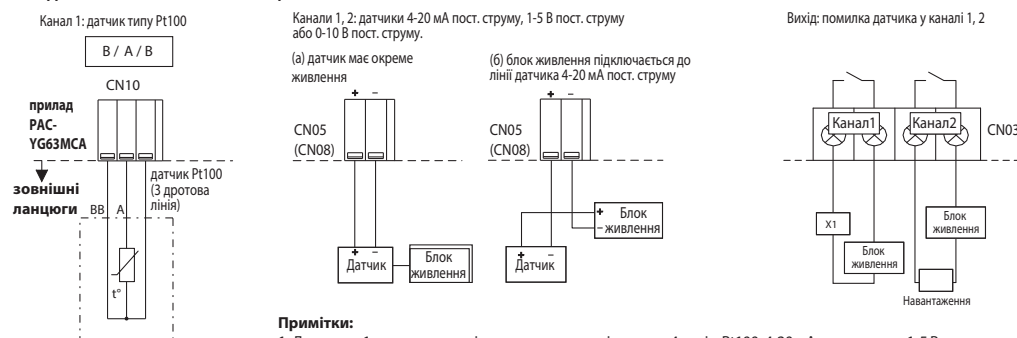 Канал 1: датчик типу Pt100
B / A / B
CN10
прилад
PAC-
YG63MCA
зовнішні
ланцюги
датчик Pt100
(3 дротова
лінія)
BB A
t°
Канали 1, 2: датчики 4-20 мА пост. струму, 1-5 В пост. струму
або 0-10 В пост. струму.
(а) датчик має окреме
живлення
+ –
CN05
(CN08)
+ –
Датчик
Блок
живлення
(б) блок живлення підключається до
лінії датчика 4-20 мА пост. струму
+ –
CN05
(CN08)
+ Блок
– живлення
+ –
Датчик
Вихід: помилка датчика у каналі 1, 2
Канал1
Канал2
CN03
X1
Блок
живлення
Блок
живлення
Навантаження
Примітки: